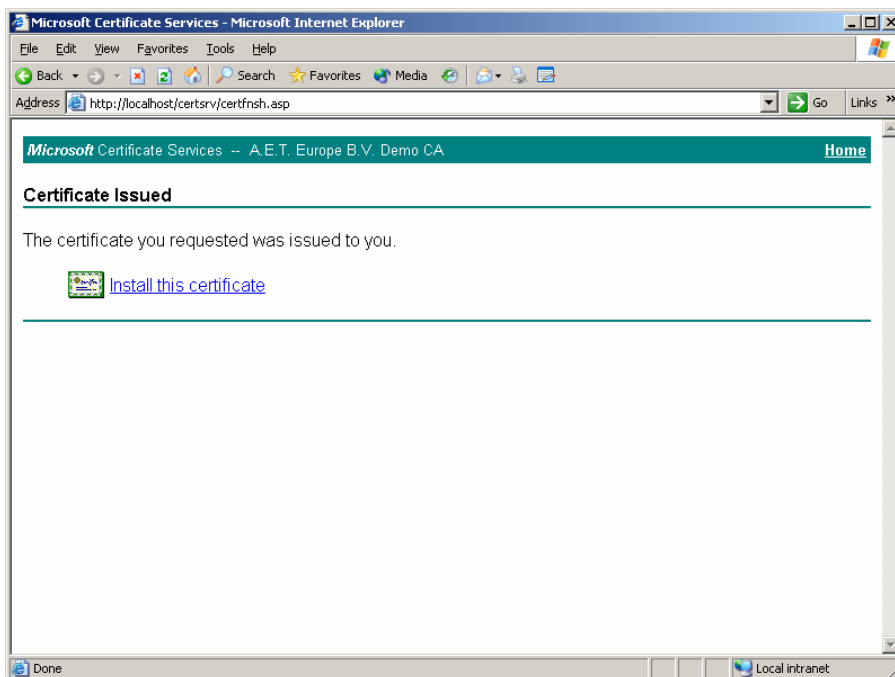 Microsoft Certificate Services - Microsoft Internet Explorer
File Edit View Favorites Tools Help
Back Search Favorites Media
Address http://localhost/certsrv/certfnsh.asp Go Links »
Microsoft Certificate Services -- A.E.T. Europe B.V. Demo CA Home
Certificate Issued
The certificate you requested was issued to you.
Install this certificate
Done Local intranet